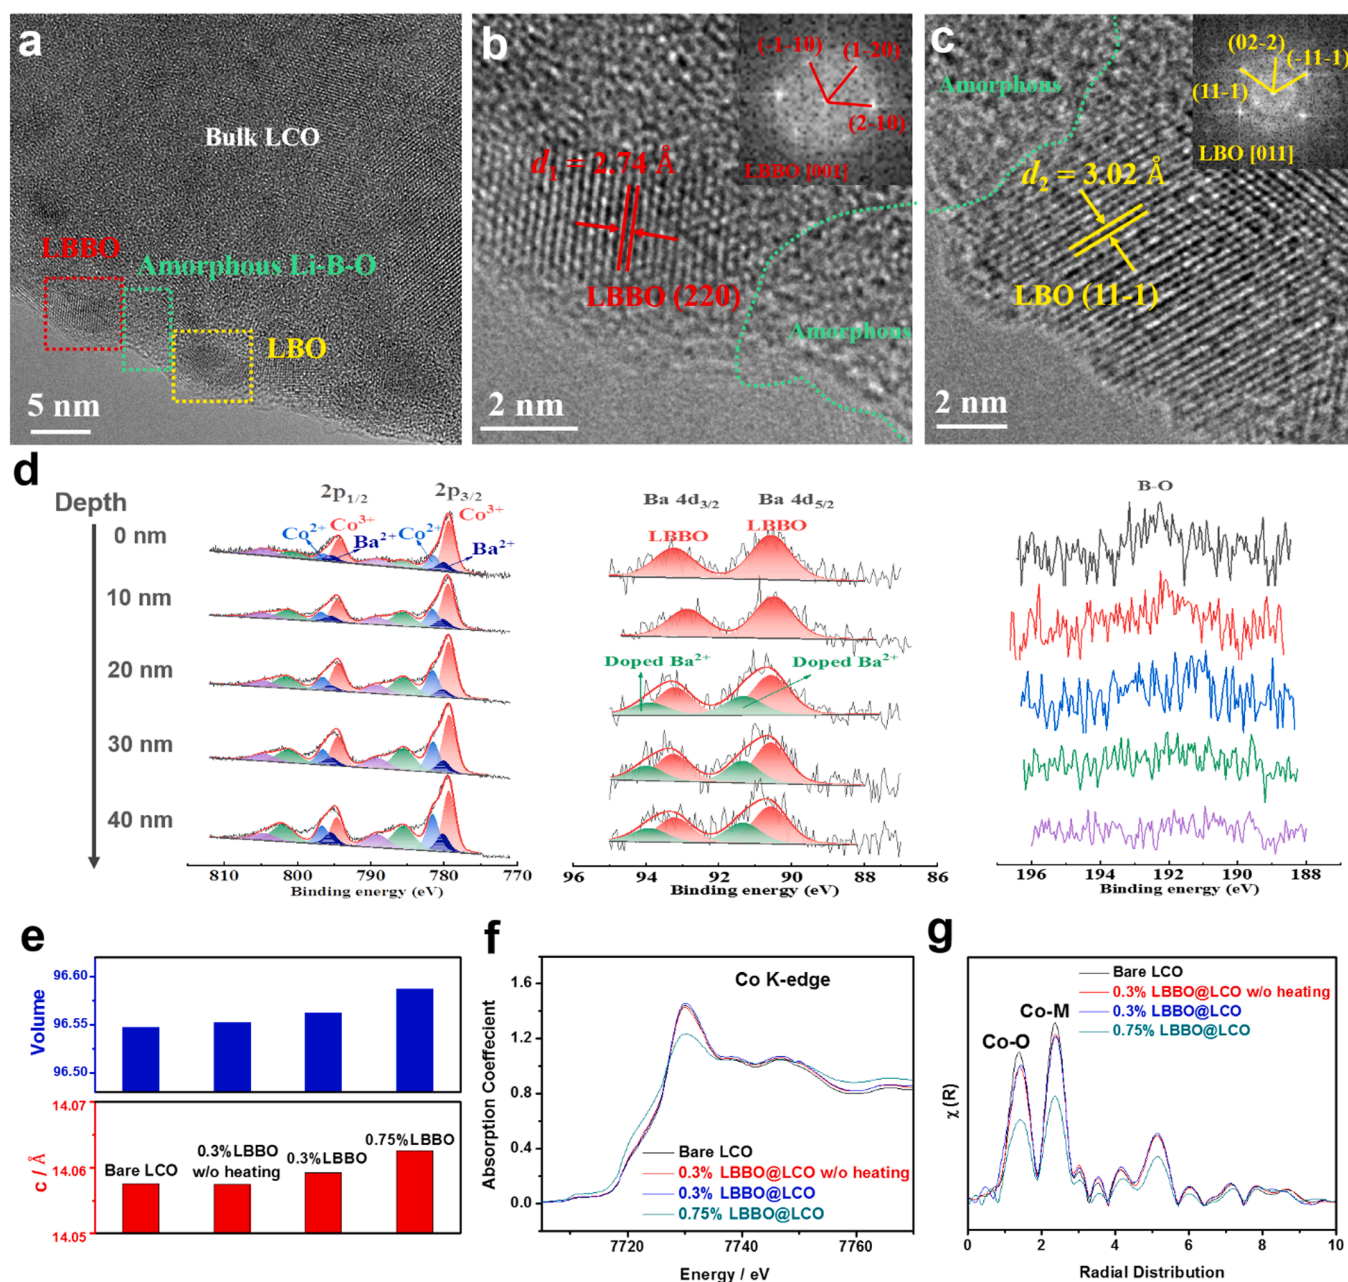 a
Bulk LCO
LBBO
Amorphous Li-B-O
LBO
5 nm
b
(-1-10)
(1-20)
(2-10)
LBBO [001]
d1 = 2.74 Å
LBBO (220)
Amorphous
2 nm
c
Amorphous
(02-2)
(-11-1)
(11-1)
LBO [011]
d2 = 3.02 Å
LBO (11-1)
2 nm
d
Depth
0 nm
10 nm
20 nm
30 nm
40 nm
2p1/2
2p3/2
Co2+
Co3+
Ba2+
Co2+
Co3+
Ba2+
810 800 790 780 770
Binding energy (eV)
Ba 4d3/2
Ba 4d5/2
LBBO
LBBO
Doped Ba2+
Doped Ba2+
96 94 92 90 88 86
Binding energy (eV)
B-O
196 194 192 190 188
Binding energy (eV)
e
Volume
96.60
96.55
96.50
c / Å
14.07
14.06
14.05
Bare LCO
0.3%LBBO
w/o heating
0.3%LBBO
0.75%LBBO
f
Co K-edge
Absorption Coeffecient
1.6
1.2
0.8
0.4
0.0
Bare LCO
0.3% LBBO@LCO w/o heating
0.3% LBBO@LCO
0.75% LBBO@LCO
7720 7740 7760
Energy / eV
g
Bare LCO
0.3% LBBO@LCO w/o heating
0.3% LBBO@LCO
0.75% LBBO@LCO
Co-M
Co-O
χ (R)
0 2 4 6 8 10
Radial Distribution